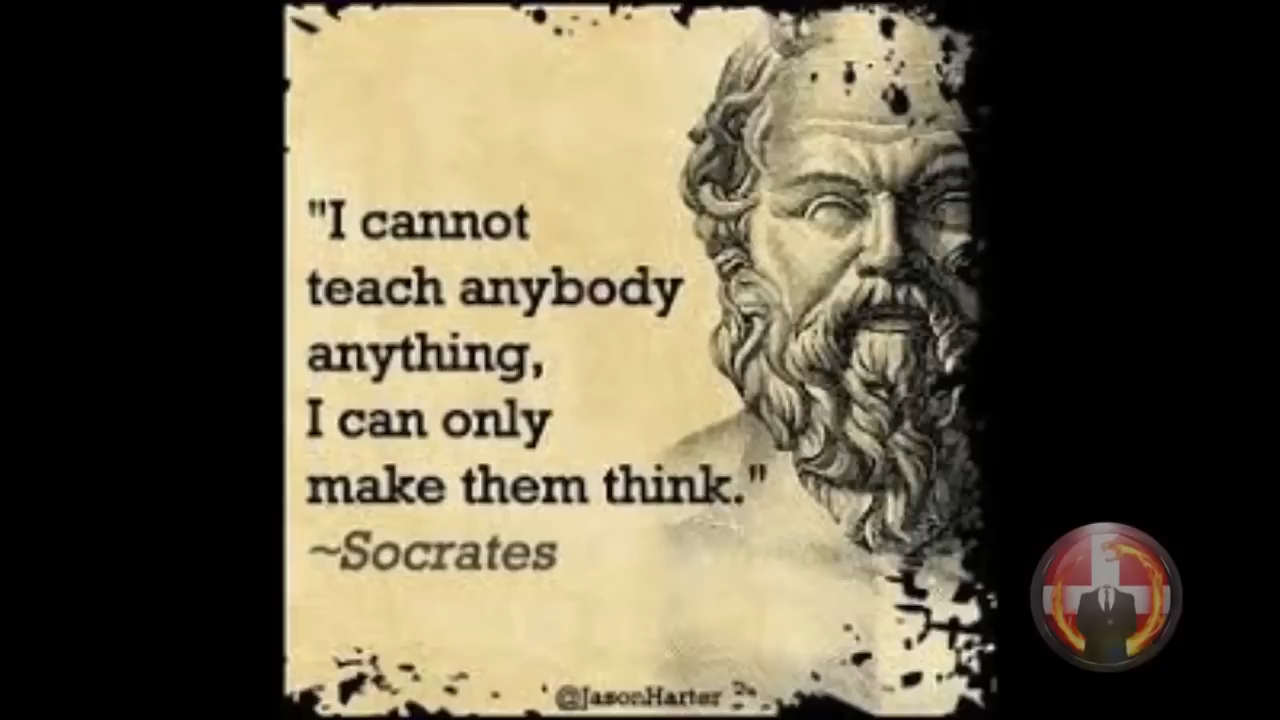 "I cannot
teach anybody
anything,
I can only
make them think."
~Socrates
@JasonHarter